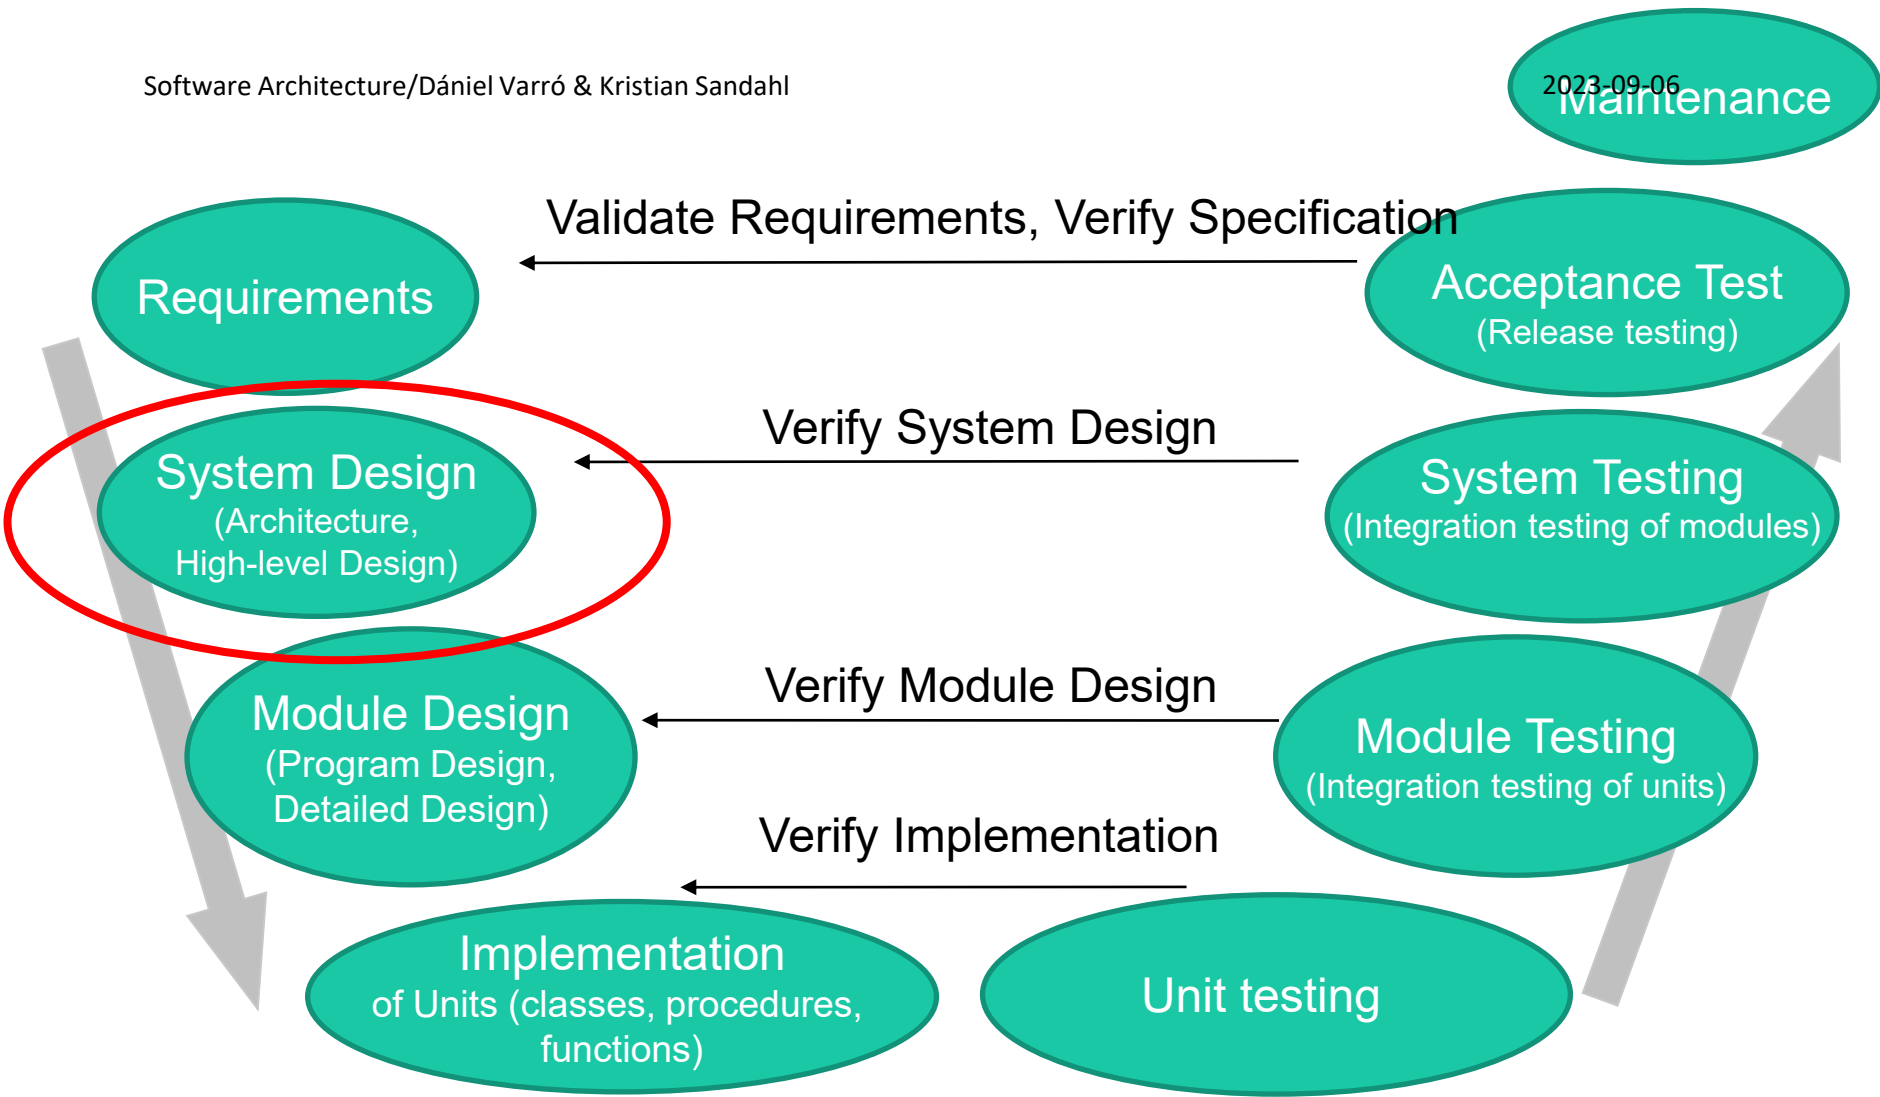 Software Architecture/Dániel Varró & Kristian Sandahl
2023-09-06
Maintenance
Validate Requirements, Verify Specification
Requirements
Acceptance Test
(Release testing)
Verify System Design
System Design
(Architecture,
High-level Design)
System Testing
(Integration testing of modules)
Verify Module Design
Module Design
(Program Design,
Detailed Design)
Module Testing
(Integration testing of units)
Verify Implementation
Implementation
of Units (classes, procedures,
functions)
Unit testing